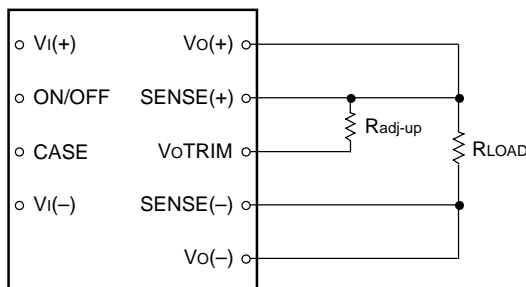 VI(+)
VO(+)
ON/OFF
SENSE(+)
CASE
VOTRIM
Radj-up
RLOAD
VI(–)
SENSE(–)
VO(–)